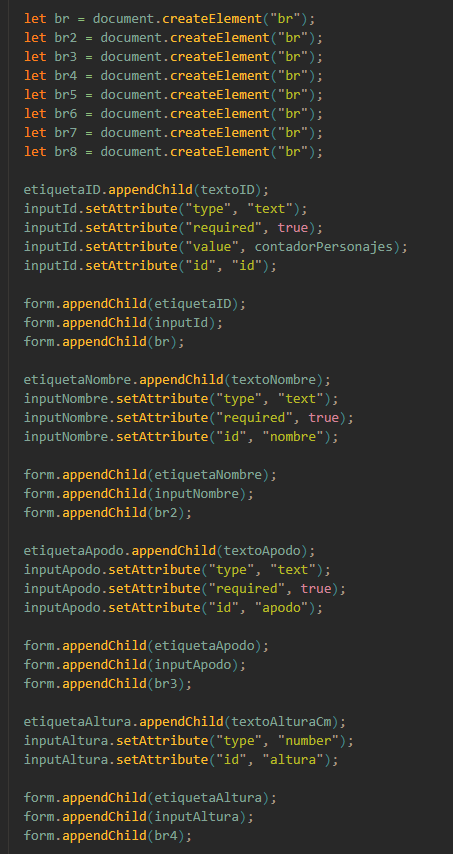 let br = document.createElement("br");
let br2 = document.createElement("br");
let br3 = document.createElement("br");
let br4 = document.createElement("br");
let br5 = document.createElement("br");
let br6 = document.createElement("br");
let br7 = document.createElement("br");
let br8 = document.createElement("br");
etiquetaID.appendChild(textoID);
inputId.setAttribute("type", "text");
inputId.setAttribute("required", true);
inputId.setAttribute("value", contadorPersonajes);
inputId.setAttribute("id", "id");
form.appendChild(etiquetaID);
form.appendChild(inputId);
form.appendChild(br);
etiquetaNombre.appendChild(textoNombre);
inputNombre.setAttribute("type", "text");
inputNombre.setAttribute("required", true);
inputNombre.setAttribute("id", "nombre");
form.appendChild(etiquetaNombre);
form.appendChild(inputNombre);
form.appendChild(br2);
etiquetaApodo.appendChild(textoApodo);
inputApodo.setAttribute("type", "text");
inputApodo.setAttribute("required", true);
inputApodo.setAttribute("id", "apodo");
form.appendChild(etiquetaApodo);
form.appendChild(inputApodo);
form.appendChild(br3);
etiquetaAltura.appendChild(textoAlturaCm);
inputAltura.setAttribute("type", "number");
inputAltura.setAttribute("id", "altura");
form.appendChild(etiquetaAltura);
form.appendChild(inputAltura);
form.appendChild(br4);